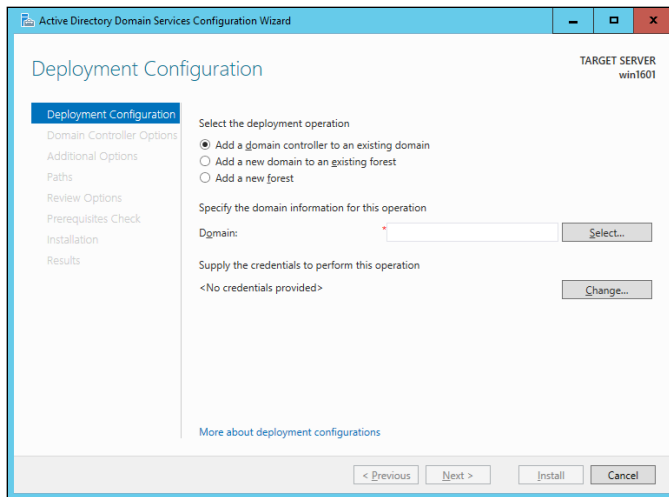 Active Directory Domain Services Configuration Wizard
Deployment Configuration
TARGET SERVER
win1601
Deployment Configuration
Domain Controller Options
Additional Options
Paths
Review Options
Prerequisites Check
Installation
Results
Select the deployment operation
Add a domain controller to an existing domain
Add a new domain to an existing forest
Add a new forest
Specify the domain information for this operation
Domain: * Select...
Supply the credentials to perform this operation
<No credentials provided> Change...
More about deployment configurations
< Previous Next > Install Cancel